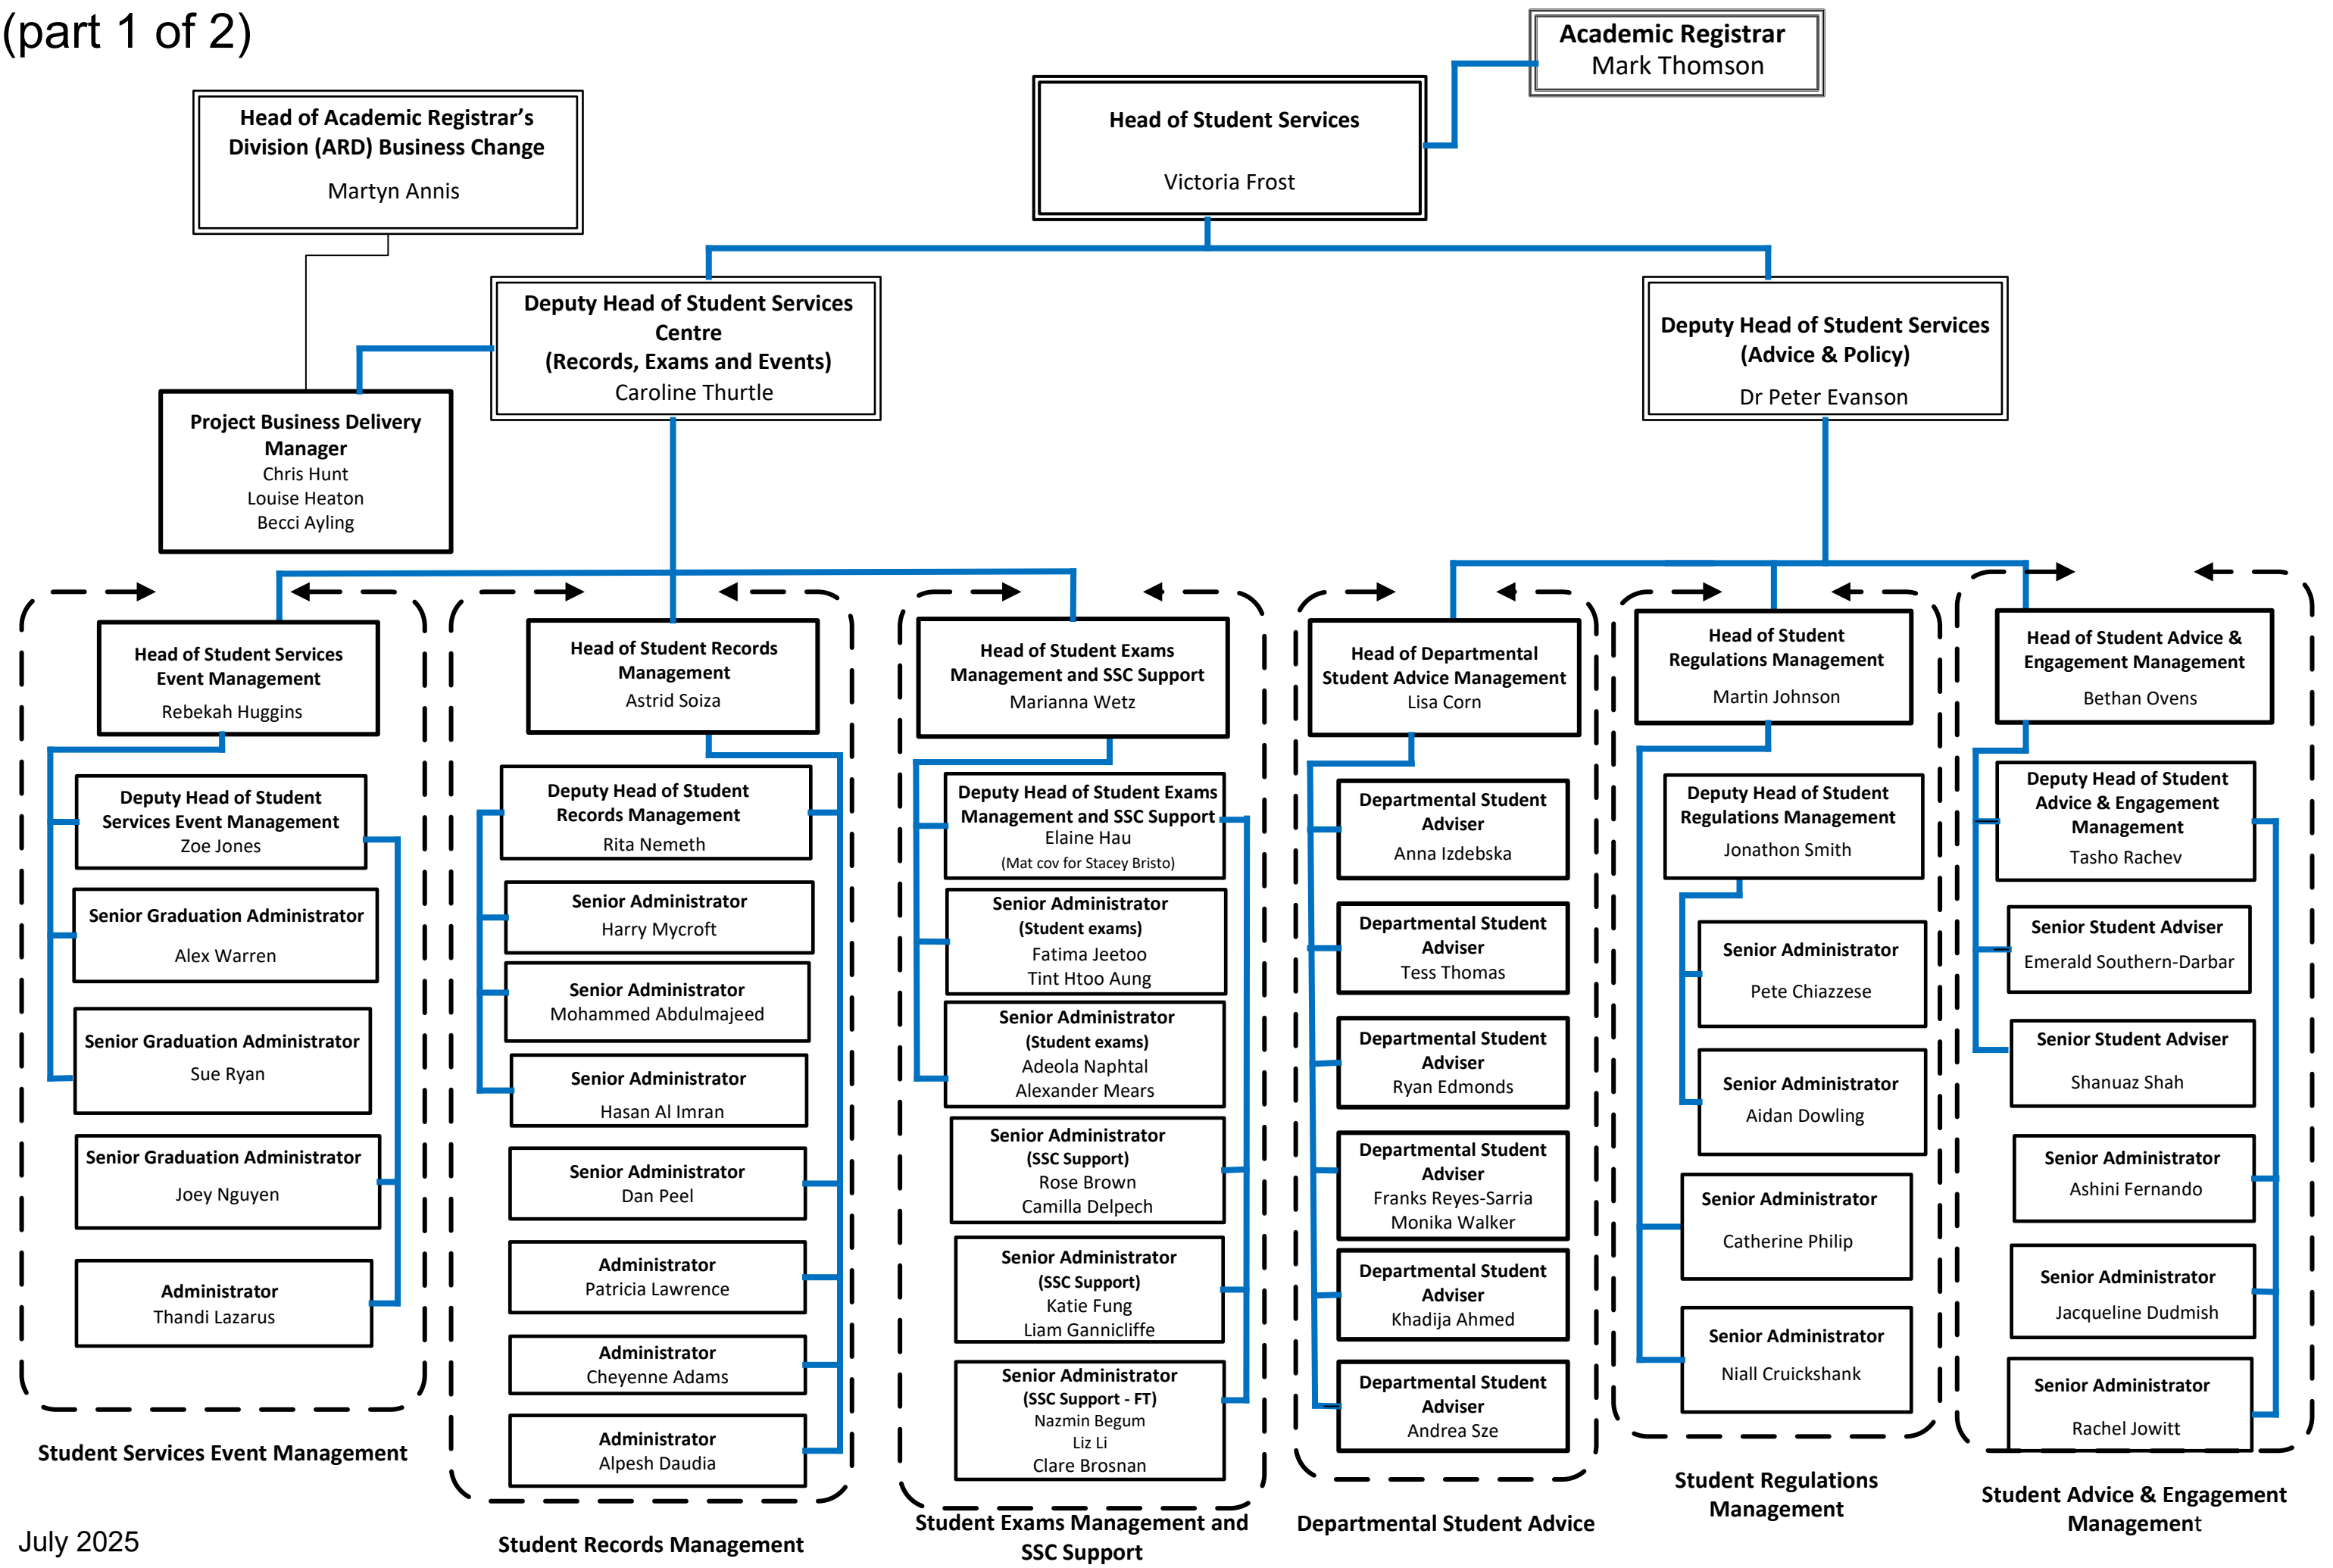 (part 1 of 2)
Academic Registrar
Mark Thomson
Head of Student Services
Victoria Frost
Head of Academic Registrar’s
Division (ARD) Business Change
Martyn Annis
Deputy Head of Student Services
Centre
(Records, Exams and Events)
Caroline Thurtle
Deputy Head of Student Services
(Advice & Policy)
Dr Peter Evanson
Project Business Delivery
Manager
Chris Hunt
Louise Heaton
Becci Ayling
Head of Student Services
Event Management
Rebekah Huggins
Deputy Head of Student
Services Event Management
Zoe Jones
Senior Graduation Administrator
Alex Warren
Senior Graduation Administrator
Sue Ryan
Senior Graduation Administrator
Joey Nguyen
Administrator
Thandi Lazarus
Student Services Event Management
Head of Student Records
Management
Astrid Soiza
Deputy Head of Student
Records Management
Rita Nemeth
Senior Administrator
Harry Mycroft
Senior Administrator
Mohammed Abdulmajeed
Senior Administrator
Hasan Al Imran
Senior Administrator
Dan Peel
Administrator
Patricia Lawrence
Administrator
Cheyenne Adams
Administrator
Alpesh Daudia
Student Records Management
Head of Student Exams
Management and SSC Support
Marianna Wetz
Deputy Head of Student Exams
Management and SSC Support
Elaine Hau
(Mat cov for Stacey Bristo)
Senior Administrator
(Student exams)
Fatima Jeetoo
Tint Htoo Aung
Senior Administrator
(Student exams)
Adeola Naphtal
Alexander Mears
Senior Administrator
(SSC Support)
Rose Brown
Camilla Delpech
Senior Administrator
(SSC Support)
Katie Fung
Liam Gannicliffe
Senior Administrator
(SSC Support - FT)
Nazmin Begum
Liz Li
Clare Brosnan
Student Exams Management and
SSC Support
Head of Departmental
Student Advice Management
Lisa Corn
Departmental Student
Adviser
Anna Izdebska
Departmental Student
Adviser
Tess Thomas
Departmental Student
Adviser
Ryan Edmonds
Departmental Student
Adviser
Franks Reyes-Sarria
Monika Walker
Departmental Student
Adviser
Khadija Ahmed
Departmental Student
Adviser
Andrea Sze
Departmental Student Advice
Head of Student
Regulations Management
Martin Johnson
Deputy Head of Student
Regulations Management
Jonathon Smith
Senior Administrator
Pete Chiazzese
Senior Administrator
Aidan Dowling
Senior Administrator
Catherine Philip
Senior Administrator
Niall Cruickshank
Student Regulations
Management
Head of Student Advice &
Engagement Management
Bethan Ovens
Deputy Head of Student
Advice & Engagement
Management
Tasho Rachev
Senior Student Adviser
Emerald Southern-Darbar
Senior Student Adviser
Shanuaz Shah
Senior Administrator
Ashini Fernando
Senior Administrator
Jacqueline Dudmish
Senior Administrator
Rachel Jowitt
Student Advice & Engagement
Management
July 2025